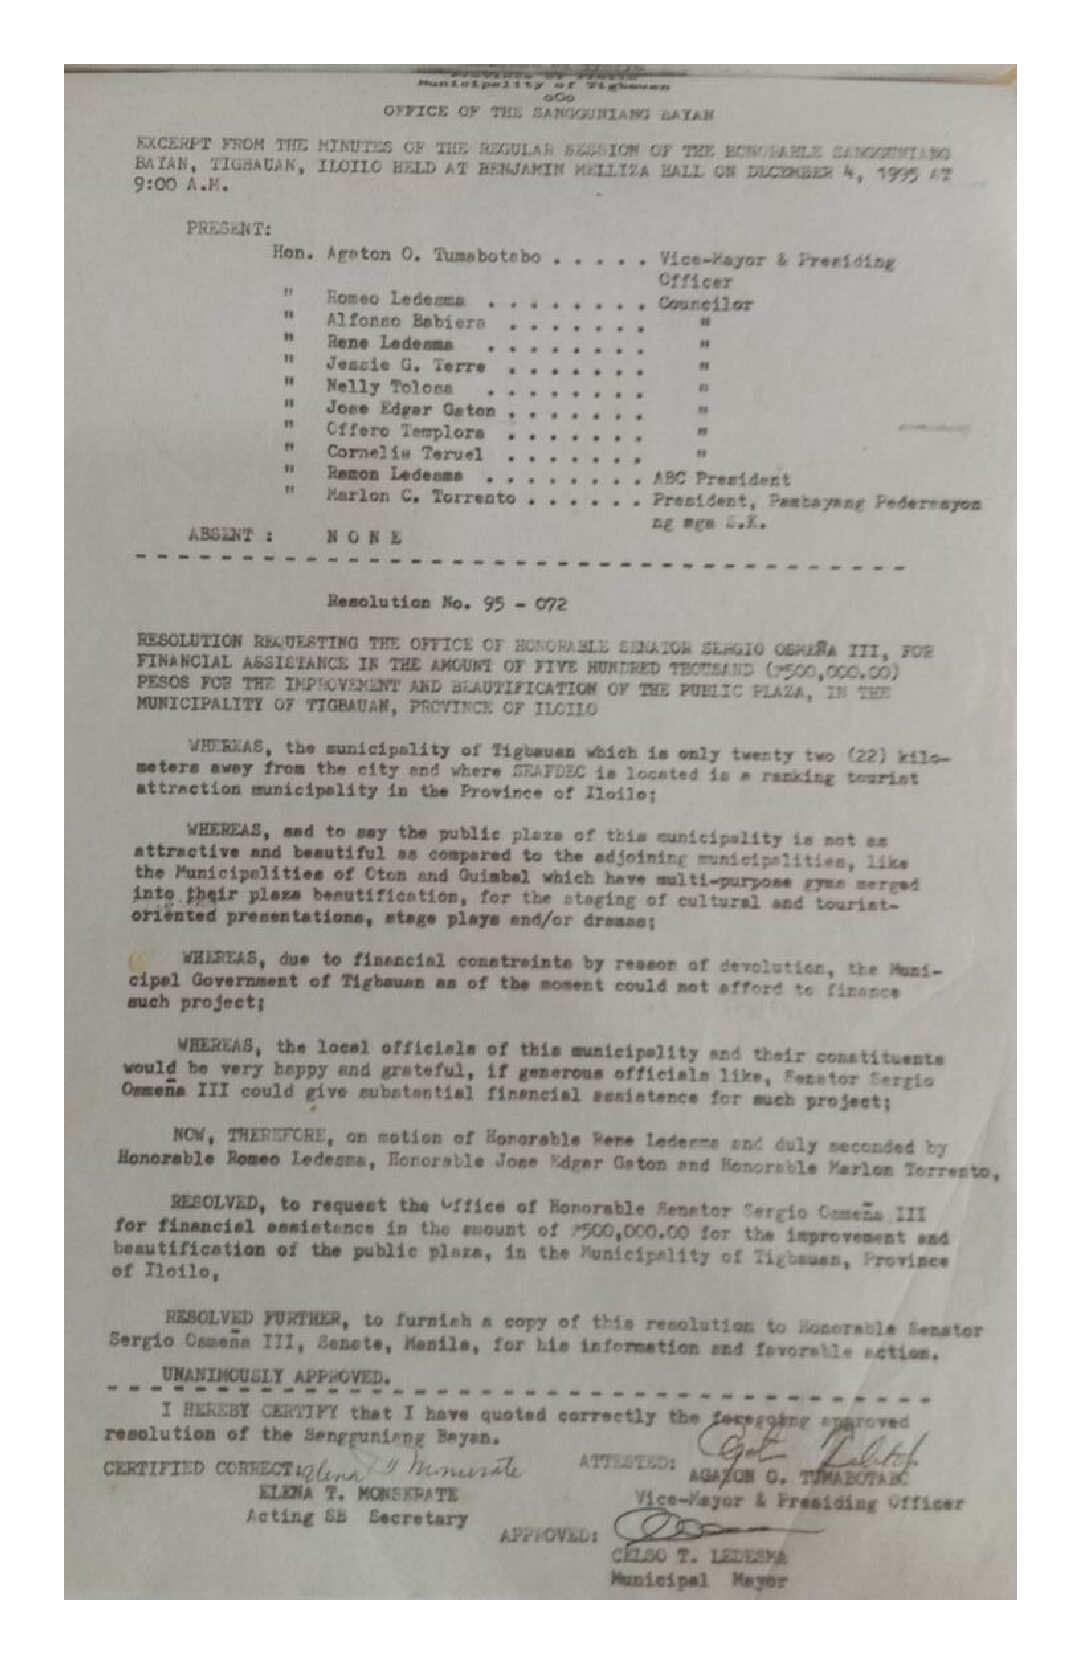 Province of Iloilo
Municipality of Tigbauan
oOo
OFFICE OF THE SANGGUNIANG BAYAN
EXCERPT FROM THE MINUTES OF THE REGULAR SESSION OF THE HONORABLE SANGGUNIANG
BAYAN, TIGBAUAN, ILOILO HELD AT BENJAMIN MELLIZA HALL ON DECEMBER 4, 1995 AT
9:00 A.M.
PRESENT:
Hon. Agaton O. Tumabotabo . . . . . Vice-Mayor & Presiding
Officer
" Romeo Ledesma . . . . . . . . Councilor
" Alfonso Babiera . . . . . . . "
" Rene Ledesma . . . . . . . . "
" Jessie G. Terre . . . . . . . "
" Nelly Tolosa . . . . . . . . "
" Jose Edgar Gaton . . . . . . . "
" Offero Templora . . . . . . . "
" Cornelia Teruel . . . . . . . "
" Ramon Ledesma . . . . . . . . ABC President
" Marlon C. Torrento . . . . . . President, Pambayang Pederasyon
ng mga S.K.
ABSENT : N O N E
Resolution No. 95 - 072
RESOLUTION REQUESTING THE OFFICE OF HONORABLE SENATOR SERGIO OSMEÑA III, FOR
FINANCIAL ASSISTANCE IN THE AMOUNT OF FIVE HUNDRED THOUSAND (₱500,000.00)
PESOS FOR THE IMPROVEMENT AND BEAUTIFICATION OF THE PUBLIC PLAZA, IN THE
MUNICIPALITY OF TIGBAUAN, PROVINCE OF ILOILO
WHEREAS, the municipality of Tigbauan which is only twenty two (22) kilo-
meters away from the city and where SEAFDEC is located is a ranking tourist
attraction municipality in the Province of Iloilo;
WHEREAS, sad to say the public plaza of this municipality is not as
attractive and beautiful as compared to the adjoining municipalities, like
the Municipalities of Oton and Guimbal which have multi-purpose gyms merged
into their plaza beautification, for the staging of cultural and tourist-
oriented presentations, stage plays and/or dramas;
WHEREAS, due to financial constraints by reason of devolution, the Muni-
cipal Government of Tigbauan as of the moment could not afford to finance
such project;
WHEREAS, the local officials of this municipality and their constituents
would be very happy and grateful, if generous officials like, Senator Sergio
Osmeña III could give substantial financial assistance for such project;
NOW, THEREFORE, on motion of Honorable Rene Ledesma and duly seconded by
Honorable Romeo Ledesma, Honorable Jose Edgar Gaton and Honorable Marlon Torrento,
RESOLVED, to request the Office of Honorable Senator Sergio Osmeña III
for financial assistance in the amount of ₱500,000.00 for the improvement and
beautification of the public plaza, in the Municipality of Tigbauan, Province
of Iloilo,
RESOLVED FURTHER, to furnish a copy of this resolution to Honorable Senator
Sergio Osmeña III, Senate, Manila, for his information and favorable action.
UNANIMOUSLY APPROVED.
I HEREBY CERTIFY that I have quoted correctly the foregoing approved
resolution of the Sangguniang Bayan.
CERTIFIED CORRECT: Elena T Monserate
ELENA T. MONSERATE
Acting SB Secretary
ATTESTED:
AGATON O. TUMABOTABO
Vice-Mayor & Presiding Officer
APPROVED:
CELSO T. LEDESMA
Municipal Mayor